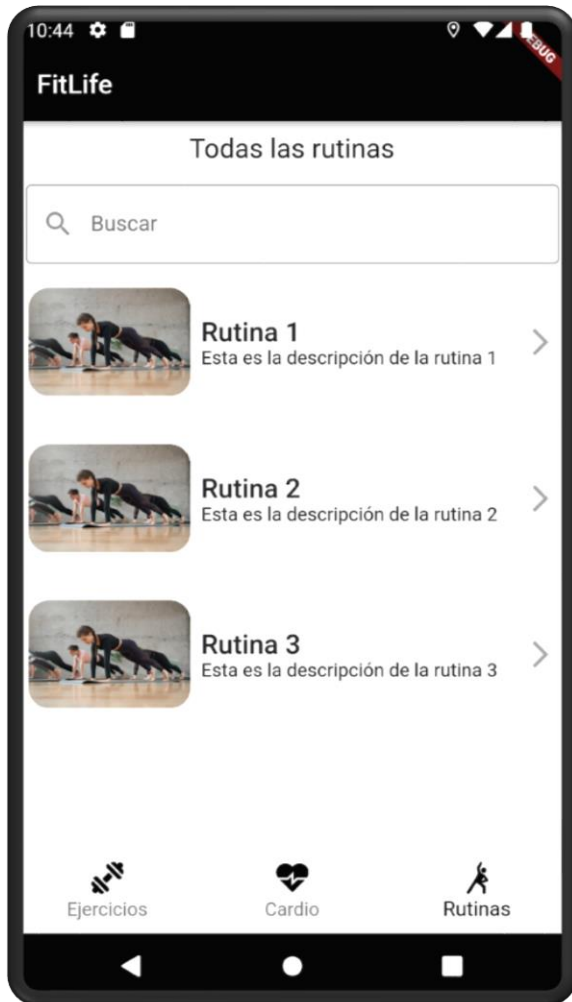 10:44
DEBUG
FitLife
Todas las rutinas
Buscar
Rutina 1
Esta es la descripción de la rutina 1
Rutina 2
Esta es la descripción de la rutina 2
Rutina 3
Esta es la descripción de la rutina 3
Ejercicios
Cardio
Rutinas